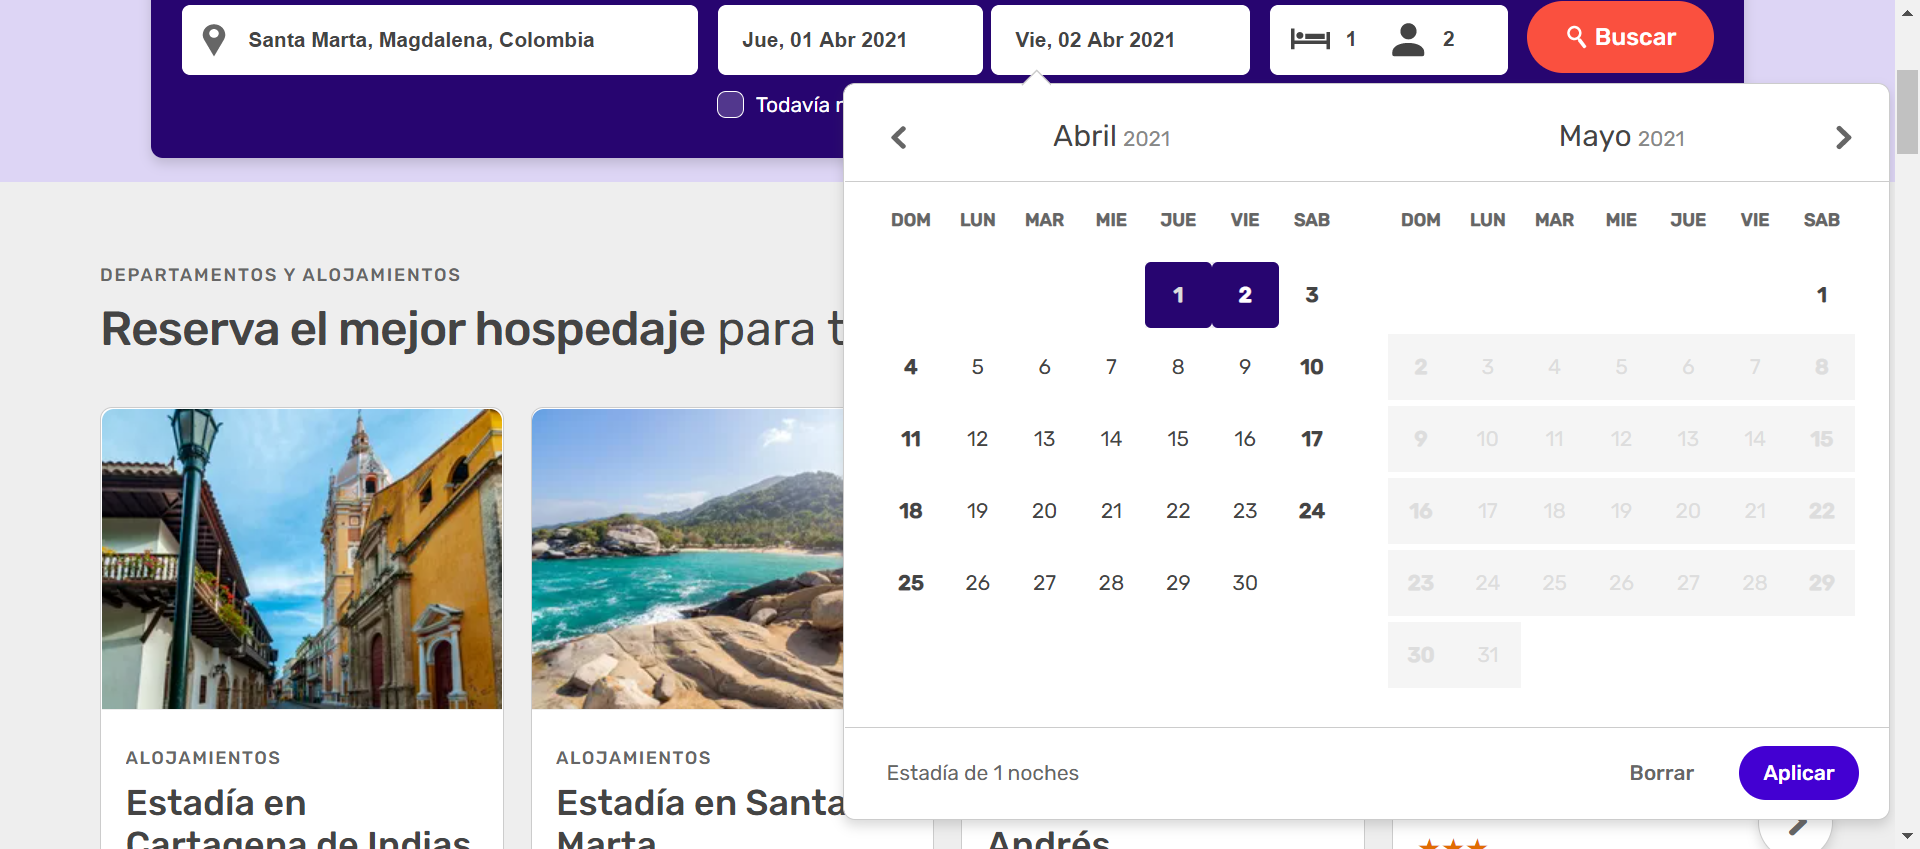 Santa Marta, Magdalena, Colombia
Jue, 01 Abr 2021
Vie, 02 Abr 2021
1
2
Buscar
Todavía
Abril 2021
Mayo 2021
DOM LUN MAR MIE JUE VIE SAB
1 2 3
4 5 6 7 8 9 10
11 12 13 14 15 16 17
18 19 20 21 22 23 24
25 26 27 28 29 30
DOM LUN MAR MIE JUE VIE SAB
1
2 3 4 5 6 7 8
9 10 11 12 13 14 15
16 17 18 19 20 21 22
23 24 25 26 27 28 29
30 31
Estadía de 1 noches
Borrar
Aplicar
DEPARTAMENTOS Y ALOJAMIENTOS
Reserva el mejor hospedaje para
ALOJAMIENTOS
Estadía en
Cartagena de Indias
ALOJAMIENTOS
Estadía en Santa
Marta
Andrés